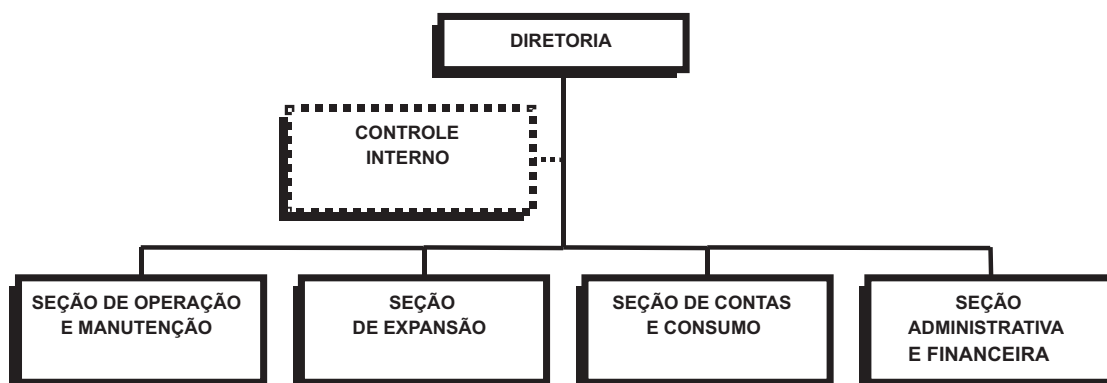 DIRETORIA
CONTROLE
INTERNO
SEÇÃO DE OPERAÇÃO
E MANUTENÇÃO
SEÇÃO
DE EXPANSÃO
SEÇÃO DE CONTAS
E CONSUMO
SEÇÃO
ADMINISTRATIVA
E FINANCEIRA